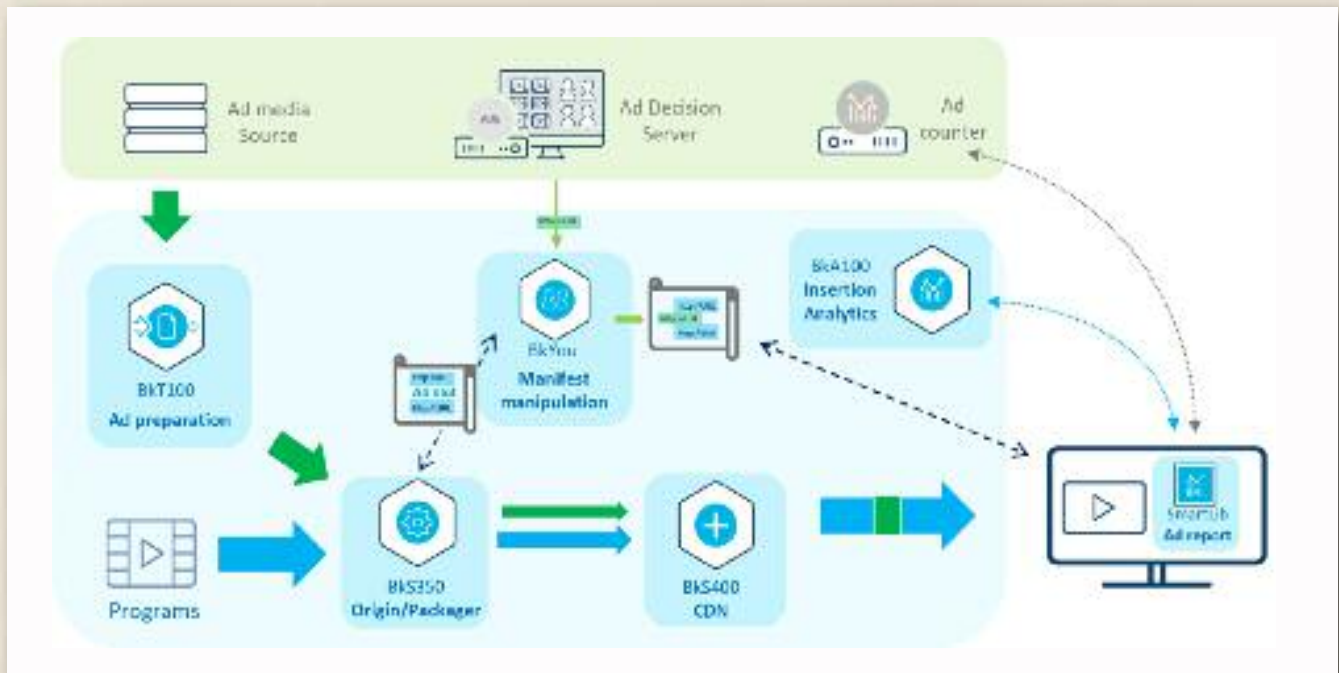 Ad media
Source
Ad Decision
Server
Ad
counter
BkA100
Insertion
Analytics
BkYou
Manifest
manipulation
BkT100
Ad preparation
SmartLib
Ad report
BkS350
Origin/Packager
BkS400
CDN
Programs